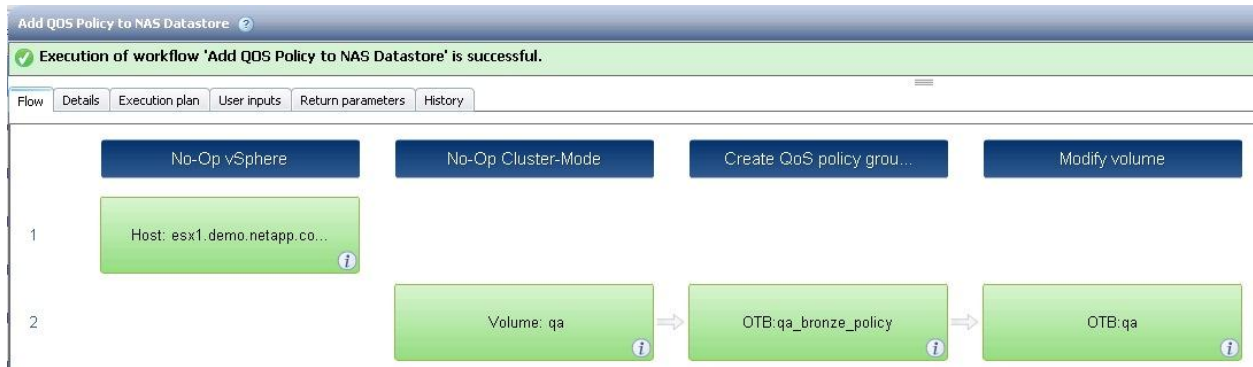 Add QOS Policy to NAS Datastore ?
Execution of workflow 'Add QOS Policy to NAS Datastore' is successful.
Flow Details Execution plan User inputs Return parameters History
No-Op vSphere No-Op Cluster-Mode Create QoS policy grou... Modify volume
1 Host: esx1.demo.netapp.co... i
2 Volume: qa i OTB:qa_bronze_policy i OTB:qa i